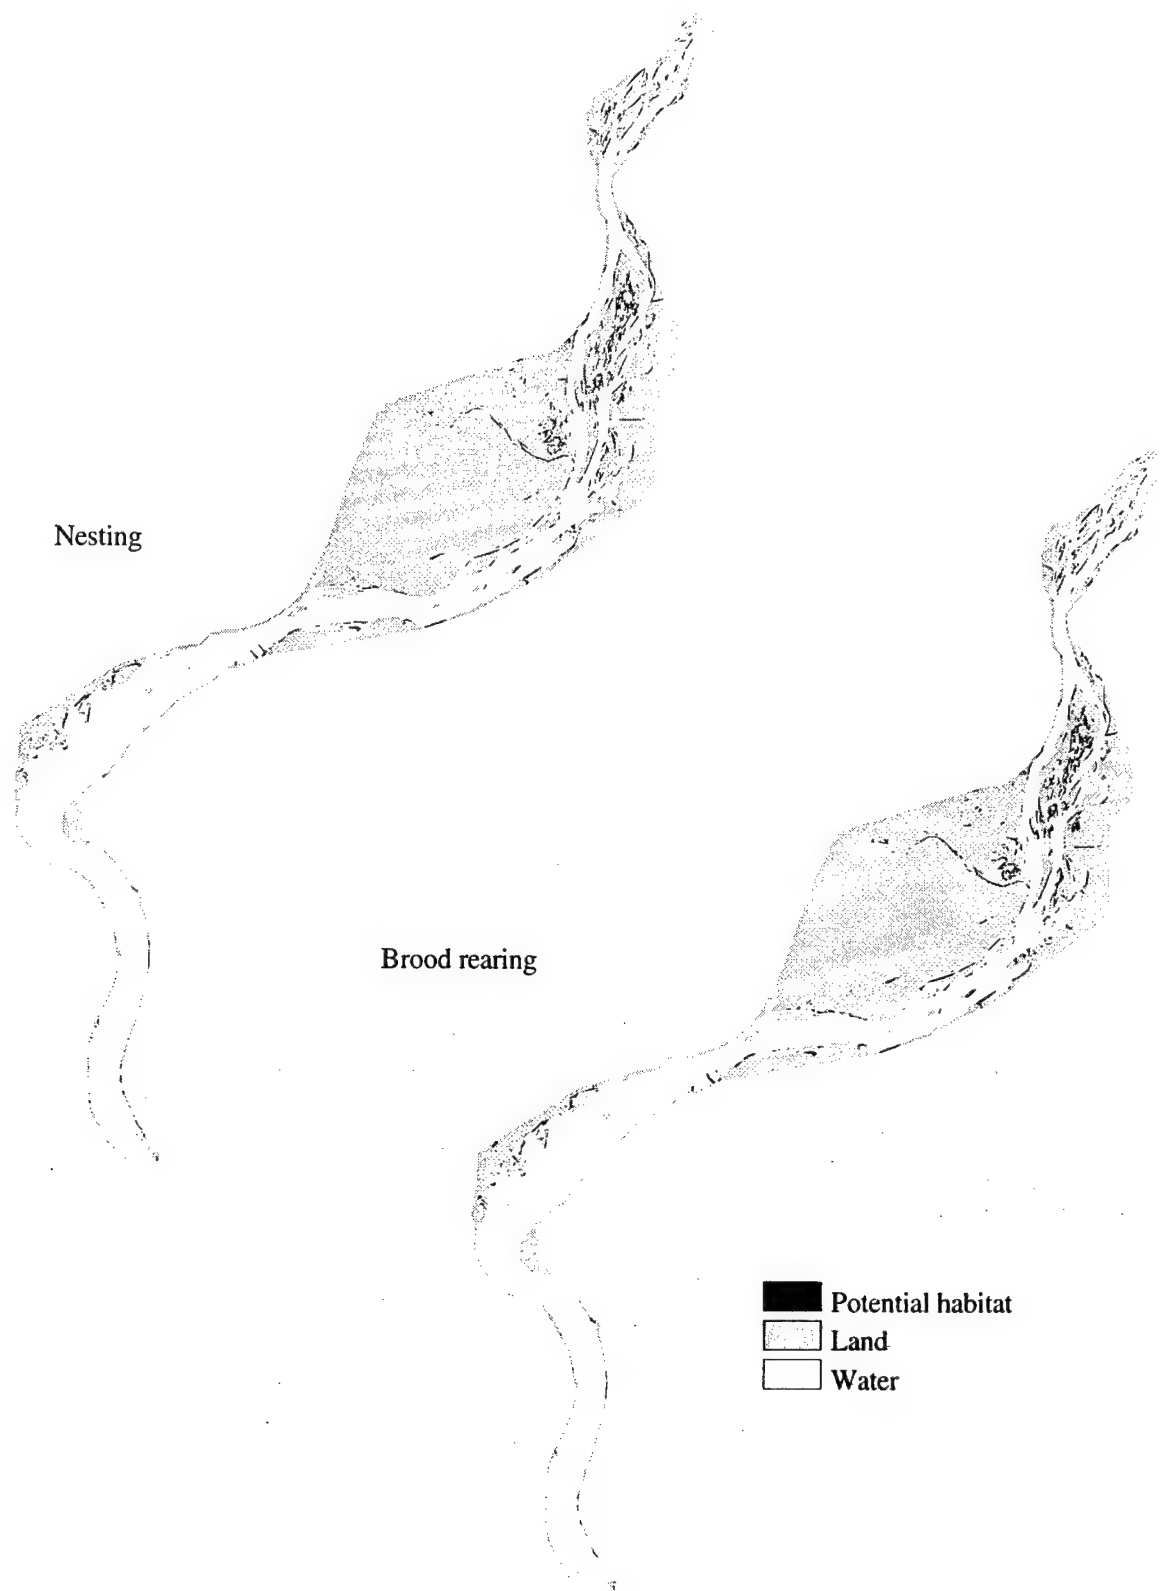 Nesting
Brood rearing
Potential habitat
Land
Water